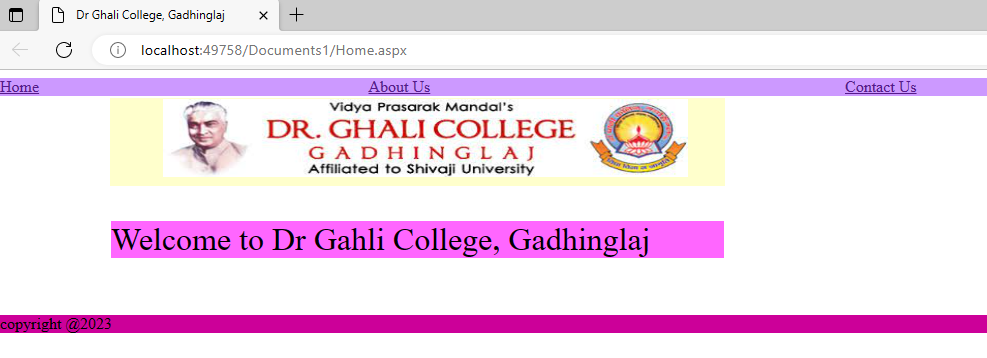 Dr Ghali College, Gadhinglaj
localhost:49758/Documents1/Home.aspx
Home About Us Contact Us
Vidya Prasarak Mandal's
DR. GHALI COLLEGE
GADHINGLAJ
Affiliated to Shivaji University
Welcome to Dr Gahli College, Gadhinglaj
copyright @2023